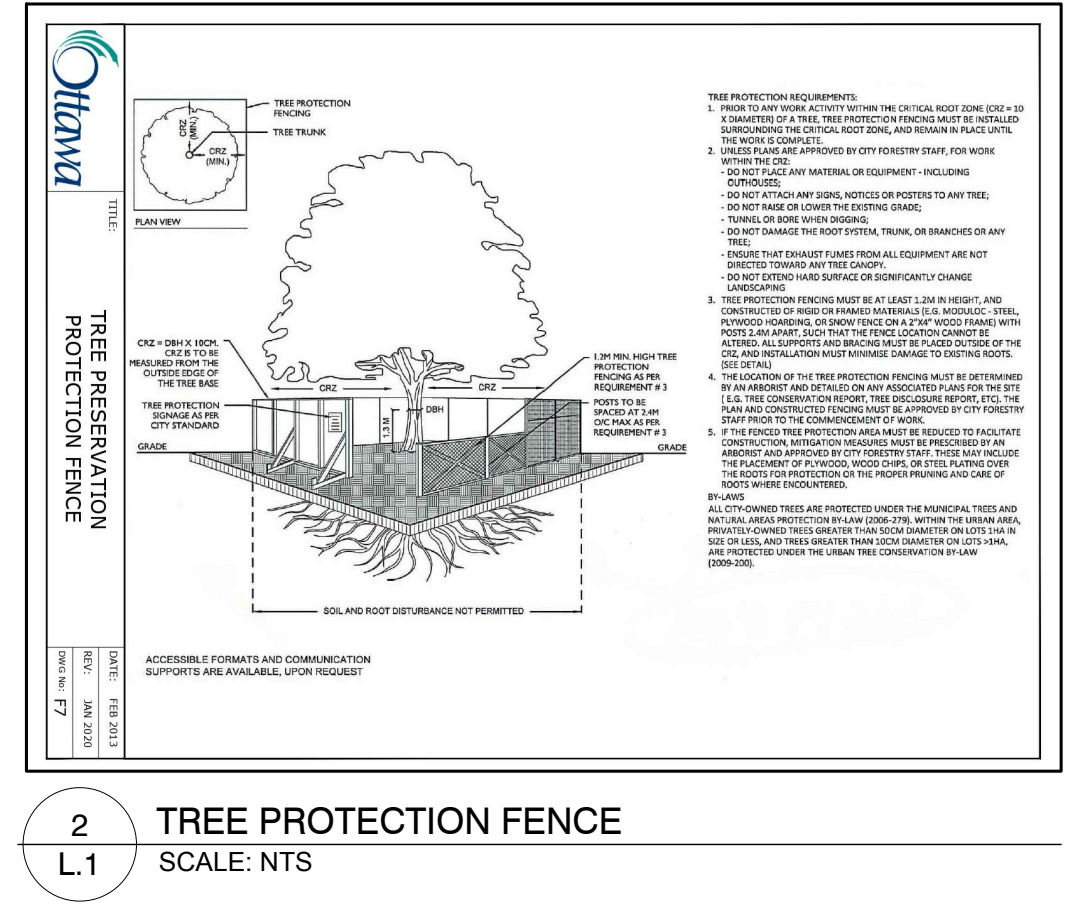 Ottawa
TITLE:
TREE PRESERVATION
PROTECTION FENCE
DATE: FEB 2013
REV: JAN 2020
DWG No: F7
TREE PROTECTION
FENCING
TREE TRUNK
CRZ
(MIN.)
CRZ
(MIN.)
PLAN VIEW
CRZ = DBH X 10CM.
CRZ IS TO BE
MEASURED FROM THE
OUTSIDE EDGE OF
THE TREE BASE
TREE PROTECTION
SIGNAGE AS PER
CITY STANDARD
GRADE
CRZ
CRZ
1.3 M
DBH
1.2M MIN. HIGH TREE
PROTECTION
FENCING AS PER
REQUIREMENT # 3
POSTS TO BE
SPACED AT 2.4M
O/C MAX AS PER
REQUIREMENT # 3
GRADE
SOIL AND ROOT DISTURBANCE NOT PERMITTED
ACCESSIBLE FORMATS AND COMMUNICATION
SUPPORTS ARE AVAILABLE, UPON REQUEST
TREE PROTECTION REQUIREMENTS:
1. PRIOR TO ANY WORK ACTIVITY WITHIN THE CRITICAL ROOT ZONE (CRZ = 10
X DIAMETER) OF A TREE, TREE PROTECTION FENCING MUST BE INSTALLED
SURROUNDING THE CRITICAL ROOT ZONE, AND REMAIN IN PLACE UNTIL
THE WORK IS COMPLETE.
2. UNLESS PLANS ARE APPROVED BY CITY FORESTRY STAFF, FOR WORK
WITHIN THE CRZ:
- DO NOT PLACE ANY MATERIAL OR EQUIPMENT - INCLUDING
OUTHOUSES;
- DO NOT ATTACH ANY SIGNS, NOTICES OR POSTERS TO ANY TREE;
- DO NOT RAISE OR LOWER THE EXISTING GRADE;
- TUNNEL OR BORE WHEN DIGGING;
- DO NOT DAMAGE THE ROOT SYSTEM, TRUNK, OR BRANCHES OR ANY
TREE;
- ENSURE THAT EXHAUST FUMES FROM ALL EQUIPMENT ARE NOT
DIRECTED TOWARD ANY TREE CANOPY.
- DO NOT EXTEND HARD SURFACE OR SIGNIFICANTLY CHANGE
LANDSCAPING
3. TREE PROTECTION FENCING MUST BE AT LEAST 1.2M IN HEIGHT, AND
CONSTRUCTED OF RIGID OR FRAMED MATERIALS (E.G. MODULOC - STEEL,
PLYWOOD HOARDING, OR SNOW FENCE ON A 2"X4" WOOD FRAME) WITH
POSTS 2.4M APART, SUCH THAT THE FENCE LOCATION CANNOT BE
ALTERED. ALL SUPPORTS AND BRACING MUST BE PLACED OUTSIDE OF THE
CRZ, AND INSTALLATION MUST MINIMISE DAMAGE TO EXISTING ROOTS.
(SEE DETAIL)
4. THE LOCATION OF THE TREE PROTECTION FENCING MUST BE DETERMINED
BY AN ARBORIST AND DETAILED ON ANY ASSOCIATED PLANS FOR THE SITE
( E.G. TREE CONSERVATION REPORT, TREE DISCLOSURE REPORT, ETC). THE
PLAN AND CONSTRUCTED FENCING MUST BE APPROVED BY CITY FORESTRY
STAFF PRIOR TO THE COMMENCEMENT OF WORK.
5. IF THE FENCED TREE PROTECTION AREA MUST BE REDUCED TO FACILITATE
CONSTRUCTION, MITIGATION MEASURES MUST BE PRESCRIBED BY AN
ARBORIST AND APPROVED BY CITY FORESTRY STAFF. THESE MAY INCLUDE
THE PLACEMENT OF PLYWOOD, WOOD CHIPS, OR STEEL PLATING OVER
THE ROOTS FOR PROTECTION OR THE PROPER PRUNING AND CARE OF
ROOTS WHERE ENCOUNTERED.
BY-LAWS
ALL CITY-OWNED TREES ARE PROTECTED UNDER THE MUNICIPAL TREES AND
NATURAL AREAS PROTECTION BY-LAW (2006-279). WITHIN THE URBAN AREA,
PRIVATELY-OWNED TREES GREATER THAN 50CM DIAMETER ON LOTS 1HA IN
SIZE OR LESS, AND TREES GREATER THAN 10CM DIAMETER ON LOTS >1HA,
ARE PROTECTED UNDER THE URBAN TREE CONSERVATION BY-LAW
(2009-200).
2
L.1
TREE PROTECTION FENCE
SCALE: NTS